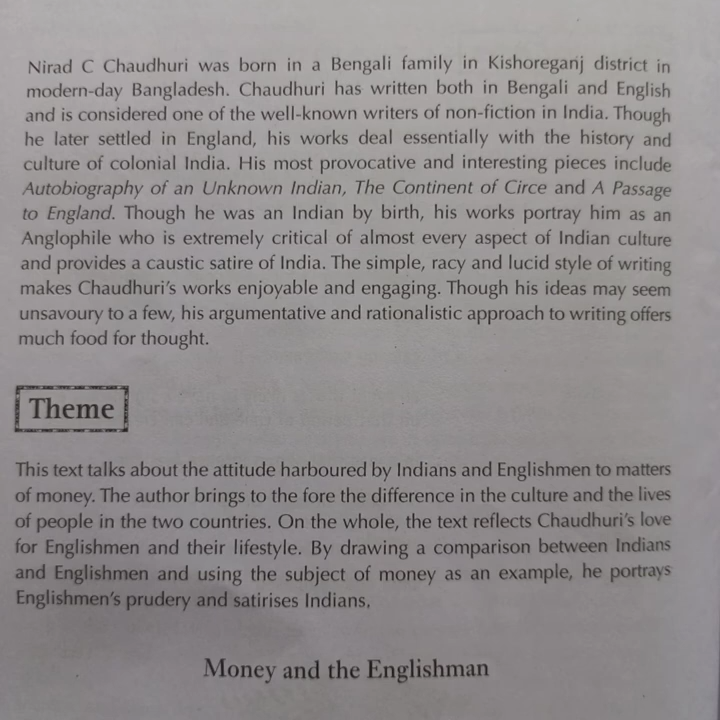 Nirad C Chaudhuri was born in a Bengali family in Kishoreganj district in
modern-day Bangladesh. Chaudhuri has written both in Bengali and English
and is considered one of the well-known writers of non-fiction in India. Though
he later settled in England, his works deal essentially with the history and
culture of colonial India. His most provocative and interesting pieces include
Autobiography of an Unknown Indian, The Continent of Circe and A Passage
to England. Though he was an Indian by birth, his works portray him as an
Anglophile who is extremely critical of almost every aspect of Indian culture
and provides a caustic satire of India. The simple, racy and lucid style of writing
makes Chaudhuri's works enjoyable and engaging. Though his ideas may seem
unsavoury to a few, his argumentative and rationalistic approach to writing offers
much food for thought.
Theme
This text talks about the attitude harboured by Indians and Englishmen to matters
of money. The author brings to the fore the difference in the culture and the lives
of people in the two countries. On the whole, the text reflects Chaudhuri's love
for Englishmen and their lifestyle. By drawing a comparison between Indians
and Englishmen and using the subject of money as an example, he portrays
Englishmen's prudery and satirises Indians.
Money and the Englishman